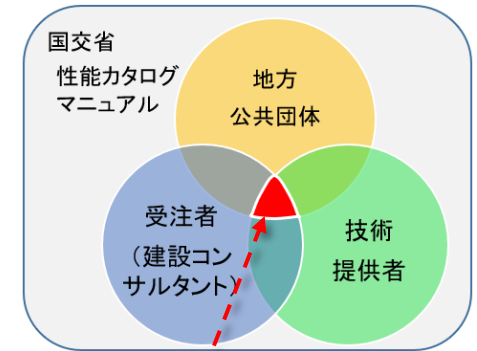 国交省
性能カタログ
マニュアル
地方
公共団体
受注者
（建設コン
サルタント）
技術
提供者